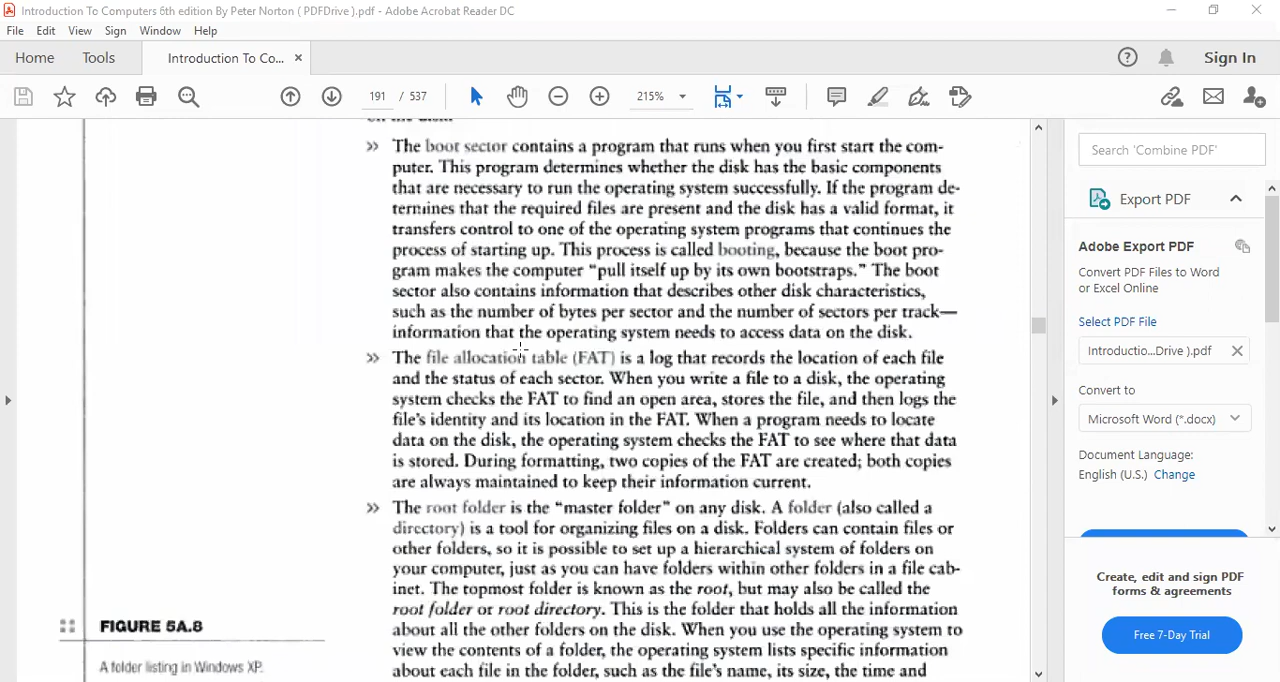 Introduction To Computers 6th edition By Peter Norton ( PDFDrive ).pdf - Adobe Acrobat Reader DC
File Edit View Sign Window Help
Home Tools Introduction To Co... × Sign In
191 / 537 215%
on the disk.
» The boot sector contains a program that runs when you first start the com-
puter. This program determines whether the disk has the basic components
that are necessary to run the operating system successfully. If the program de-
termines that the required files are present and the disk has a valid format, it
transfers control to one of the operating system programs that continues the
process of starting up. This process is called booting, because the boot pro-
gram makes the computer "pull itself up by its own bootstraps." The boot
sector also contains information that describes other disk characteristics,
such as the number of bytes per sector and the number of sectors per track—
information that the operating system needs to access data on the disk.
» The file allocation table (FAT) is a log that records the location of each file
and the status of each sector. When you write a file to a disk, the operating
system checks the FAT to find an open area, stores the file, and then logs the
file's identity and its location in the FAT. When a program needs to locate
data on the disk, the operating system checks the FAT to see where that data
is stored. During formatting, two copies of the FAT are created; both copies
are always maintained to keep their information current.
» The root folder is the "master folder" on any disk. A folder (also called a
directory) is a tool for organizing files on a disk. Folders can contain files or
other folders, so it is possible to set up a hierarchical system of folders on
your computer, just as you can have folders within other folders in a file cab-
inet. The topmost folder is known as the root, but may also be called the
root folder or root directory. This is the folder that holds all the information
about all the other folders on the disk. When you use the operating system to
view the contents of a folder, the operating system lists specific information
about each file in the folder, such as the file's name, its size, the time and
FIGURE 5A.8
A folder listing in Windows XP.
Search 'Combine PDF'
Export PDF
Adobe Export PDF
Convert PDF Files to Word
or Excel Online
Select PDF File
Introductio...Drive ).pdf
Convert to
Microsoft Word (*.docx)
Document Language:
English (U.S.) Change
Create, edit and sign PDF
forms & agreements
Free 7-Day Trial